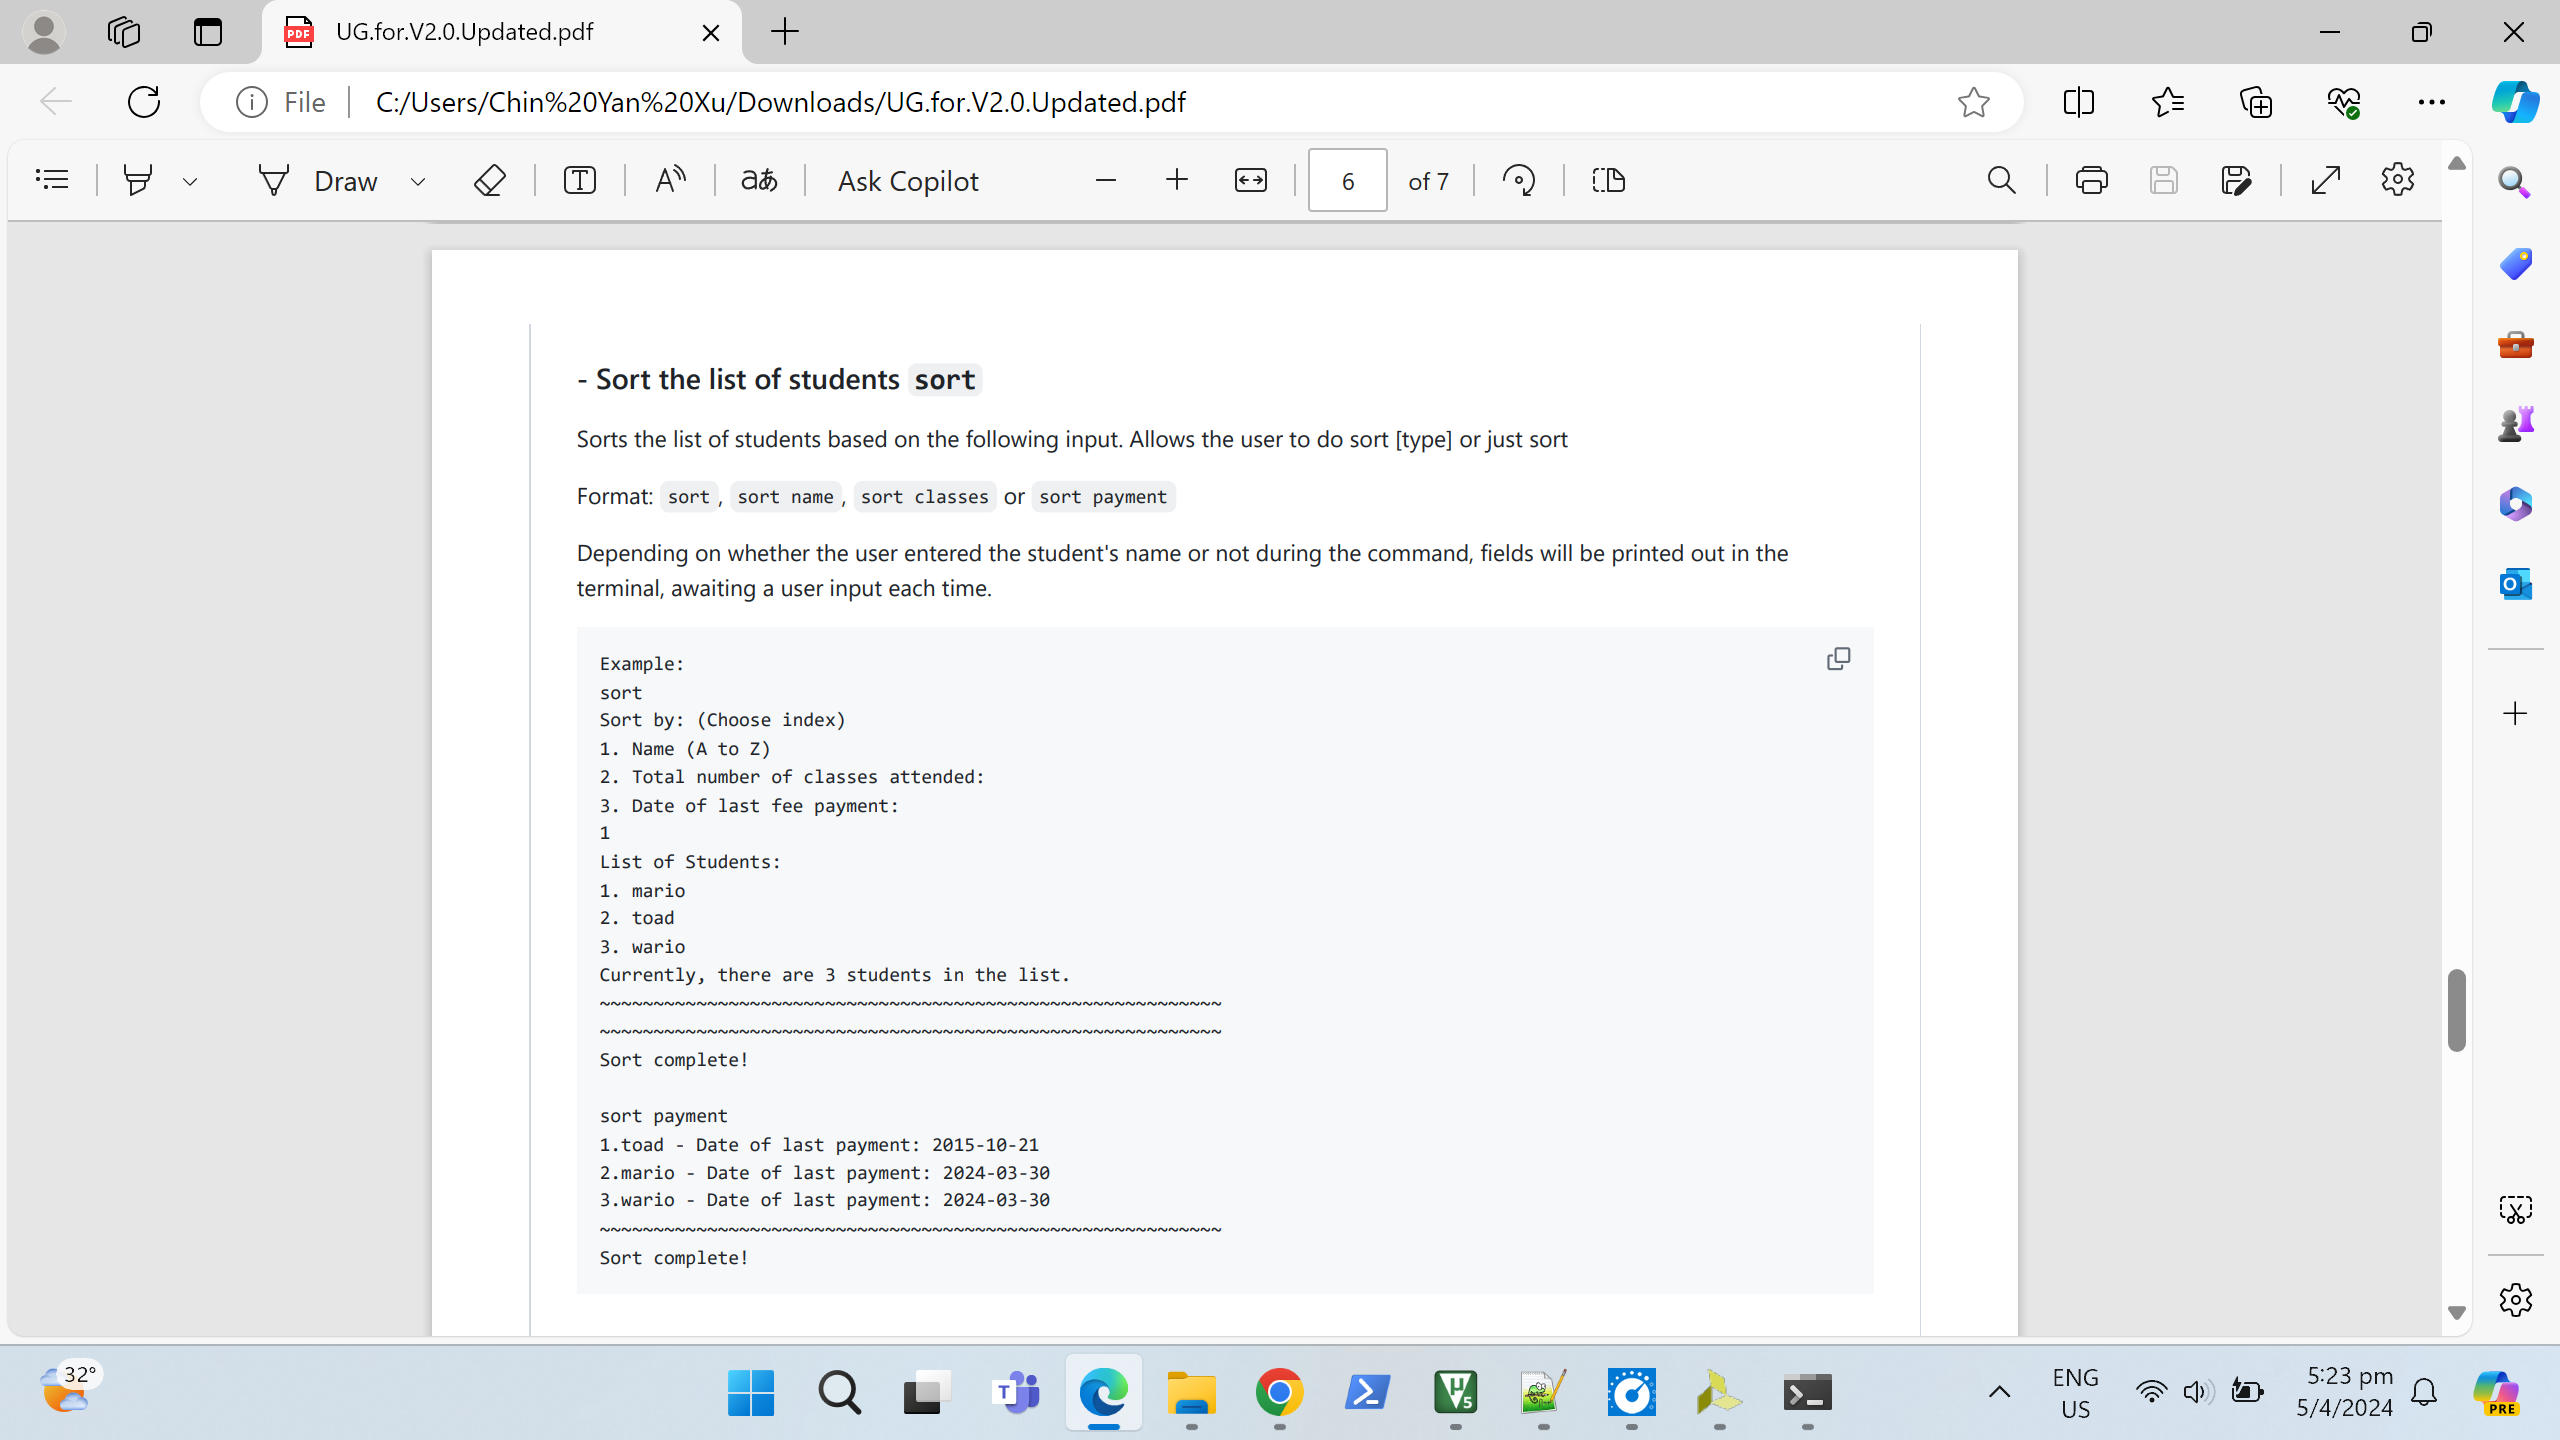 UG.for.V2.0.Updated.pdf
File
C:/Users/Chin%20Yan%20Xu/Downloads/UG.for.V2.0.Updated.pdf
Draw
aあ
Ask Copilot
6 of 7
- Sort the list of students sort
Sorts the list of students based on the following input. Allows the user to do sort [type] or just sort
Format: sort, sort name, sort classes or sort payment
Depending on whether the user entered the student's name or not during the command, fields will be printed out in the
terminal, awaiting a user input each time.
Example:
sort
Sort by: (Choose index)
1. Name (A to Z)
2. Total number of classes attended:
3. Date of last fee payment:
1
List of Students:
1. mario
2. toad
3. wario
Currently, there are 3 students in the list.
~~~~~~~~~~~~~~~~~~~~~~~~~~~~~~~~~~~~~~~~~~~~~~~~~~~~~~~~~~
~~~~~~~~~~~~~~~~~~~~~~~~~~~~~~~~~~~~~~~~~~~~~~~~~~~~~~~~~~
Sort complete!
sort payment
1.toad - Date of last payment: 2015-10-21
2.mario - Date of last payment: 2024-03-30
3.wario - Date of last payment: 2024-03-30
~~~~~~~~~~~~~~~~~~~~~~~~~~~~~~~~~~~~~~~~~~~~~~~~~~~~~~~~~~
Sort complete!
32°
ENG
US
5:23 pm
5/4/2024
PRE